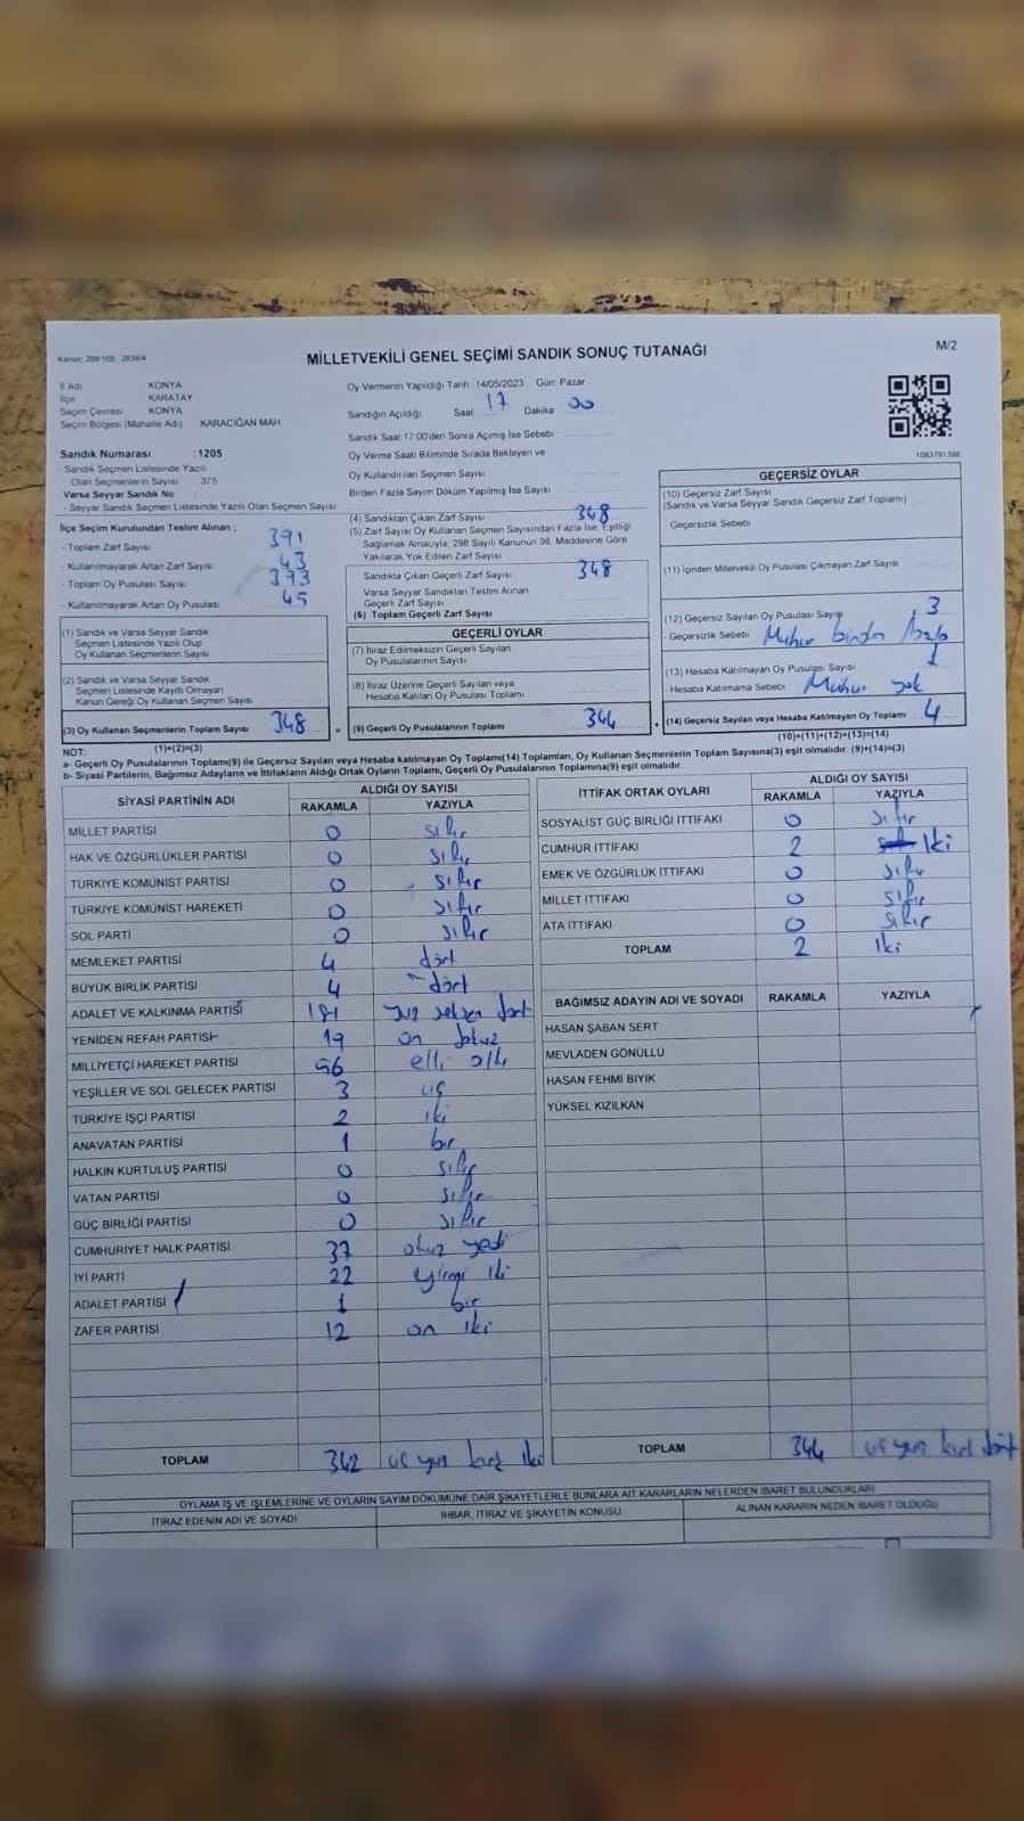 MİLLETVEKİLİ GENEL SEÇİMİ SANDIK SONUÇ TUTANAĞI
M/2
İl Adı KONYA
İlçe KARATAY
Seçim Çevresi KONYA
Seçim Bölgesi (Mahalle Adı) KARACİĞAN MAH
Sandık Numarası :1205
- Sandık Seçmen Listesinde Yazılı
Olan Seçmenlerin Sayısı : 375
Varsa Seyyar Sandık No :
- Seyyar Sandık Seçmen Listesinde Yazılı Olan Seçmen Sayısı :
İlçe Seçim Kurulundan Teslim Alınan ;
- Toplam Zarf Sayısı 391
- Kullanılmayarak Artan Zarf Sayısı 43
- Toplam Oy Pusulası Sayısı 393
- Kullanılmayarak Artan Oy Pusulası 45
(1) Sandık ve Varsa Seyyar Sandık
Seçmen Listesinde Yazılı Olup
Oy Kullanan Seçmenlerin Sayısı
(2) Sandık ve Varsa Seyyar Sandık
Seçmen Listesinde Kayıtlı Olmayan
Kanun Gereği Oy Kullanan Seçmen Sayısı
(3) Oy Kullanan Seçmenlerin Toplam Sayısı 348
(1)+(2)=(3)
Oy Vermenin Yapıldığı Tarih: 14/05/2023 Gün: Pazar
Sandığın Açıldığı Saat 17 Dakika 00
Sandık Saat 17:00'den Sonra Açılmış İse Sebebi
Oy Verme Saati Bitiminde Sırada Bekleyen ve
Oy Kullandırılan Seçmen Sayısı
Birden Fazla Sayım Döküm Yapılmış İse Sayısı
(4) Sandıktan Çıkan Zarf Sayısı 348
(5) Zarf Sayısı Oy Kullanan Seçmen Sayısından Fazla İse, Eşitliği
Sağlamak Amacıyla, 298 Sayılı Kanunun 98. Maddesine Göre
Yakılarak Yok Edilen Zarf Sayısı
Sandıkta Çıkan Geçerli Zarf Sayısı 348
Varsa Seyyar Sandıktan Teslim Alınan
Geçerli Zarf Sayısı
(6) Toplam Geçerli Zarf Sayısı
GEÇERLİ OYLAR
(7) İtiraz Edilmeksizin Geçerli Sayılan
Oy Pusulalarının Sayısı
(8) İtiraz Üzerine Geçerli Sayılan veya
Hesaba Katılan Oy Pusulası Toplamı
(9) Geçerli Oy Pusulalarının Toplamı 344
GEÇERSİZ OYLAR
(10) Geçersiz Zarf Sayısı
(Sandık ve Varsa Seyyar Sandık Geçersiz Zarf Toplamı)
-Geçersizlik Sebebi
(11) İçinden Milletvekili Oy Pusulası Çıkmayan Zarf Sayısı
(12) Geçersiz Sayılan Oy Pusulası Sayısı 3
- Geçersizlik Sebebi Mühür birden fazla
(13) Hesaba Katılmayan Oy Pusulası Sayısı 1
- Hesaba Katılmama Sebebi Mühür yok
(14) Geçersiz Sayılan veya Hesaba Katılmayan Oy Toplamı 4
(10)+(11)+(12)+(13)=(14)
NOT:
a- Geçerli Oy Pusulalarının Toplamı(9) ile Geçersiz Sayılan veya Hesaba katılmayan Oy Toplamı(14) Toplamları, Oy Kullanan Seçmenlerin Toplam Sayısına(3) eşit olmalıdır. (9)+(14)=(3)
b- Siyasi Partilerin, Bağımsız Adayların ve İttifakların Aldığı Ortak Oyların Toplamı, Geçerli Oy Pusulalarının Toplamına(9) eşit olmalıdır.
SİYASİ PARTİNİN ADI ALDIĞI OY SAYISI
RAKAMLA YAZIYLA
MİLLET PARTİSİ 0 sıfır
HAK VE ÖZGÜRLÜKLER PARTİSİ 0 sıfır
TÜRKİYE KOMÜNİST PARTİSİ 0 sıfır
TÜRKİYE KOMÜNİST HAREKETİ 0 sıfır
SOL PARTİ 0 sıfır
MEMLEKET PARTİSİ 4 dört
BÜYÜK BİRLİK PARTİSİ 4 dört
ADALET VE KALKINMA PARTİSİ 181 yüz seksen dört
YENİDEN REFAH PARTİSİ 19 on dokuz
MİLLİYETÇİ HAREKET PARTİSİ 56 elli altı
YEŞİLLER VE SOL GELECEK PARTİSİ 3 üç
TÜRKİYE İŞÇİ PARTİSİ 2 iki
ANAVATAN PARTİSİ 1 bir
HALKIN KURTULUŞ PARTİSİ 0 sıfır
VATAN PARTİSİ 0 sıfır
GÜÇ BİRLİĞİ PARTİSİ 0 sıfır
CUMHURİYET HALK PARTİSİ 37 otuz yedi
İYİ PARTİ 22 yirmi iki
ADALET PARTİSİ 1 bir
ZAFER PARTİSİ 12 on iki
TOPLAM 342 üç yüz kırk iki
İTTİFAK ORTAK OYLARI ALDIĞI OY SAYISI
RAKAMLA YAZIYLA
SOSYALİST GÜÇ BİRLİĞİ İTTİFAKI 0 sıfır
CUMHUR İTTİFAKI 2 iki
EMEK VE ÖZGÜRLÜK İTTİFAKI 0 sıfır
MİLLET İTTİFAKI 0 sıfır
ATA İTTİFAKI 0 sıfır
TOPLAM 2 iki
BAĞIMSIZ ADAYIN ADI VE SOYADI RAKAMLA YAZIYLA
HASAN ŞABAN SERT
MEVLADEN GÖNÜLLÜ
HASAN FEHMİ BIYIK
YÜKSEL KIZILKAN
TOPLAM 344 üç yüz kırk dört
OYLAMA İŞ VE İŞLEMLERİNE VE OYLARIN SAYIM DÖKÜMÜNE DAİR ŞİKAYETLERLE BUNLARA AİT KARARLARIN NELERDEN İBARET BULUNDUKLARI
İTİRAZ EDENİN ADI VE SOYADI İHBAR, İTİRAZ VE ŞİKAYETİN KONUSU ALINAN KARARIN NEDEN İBARET OLDUĞU